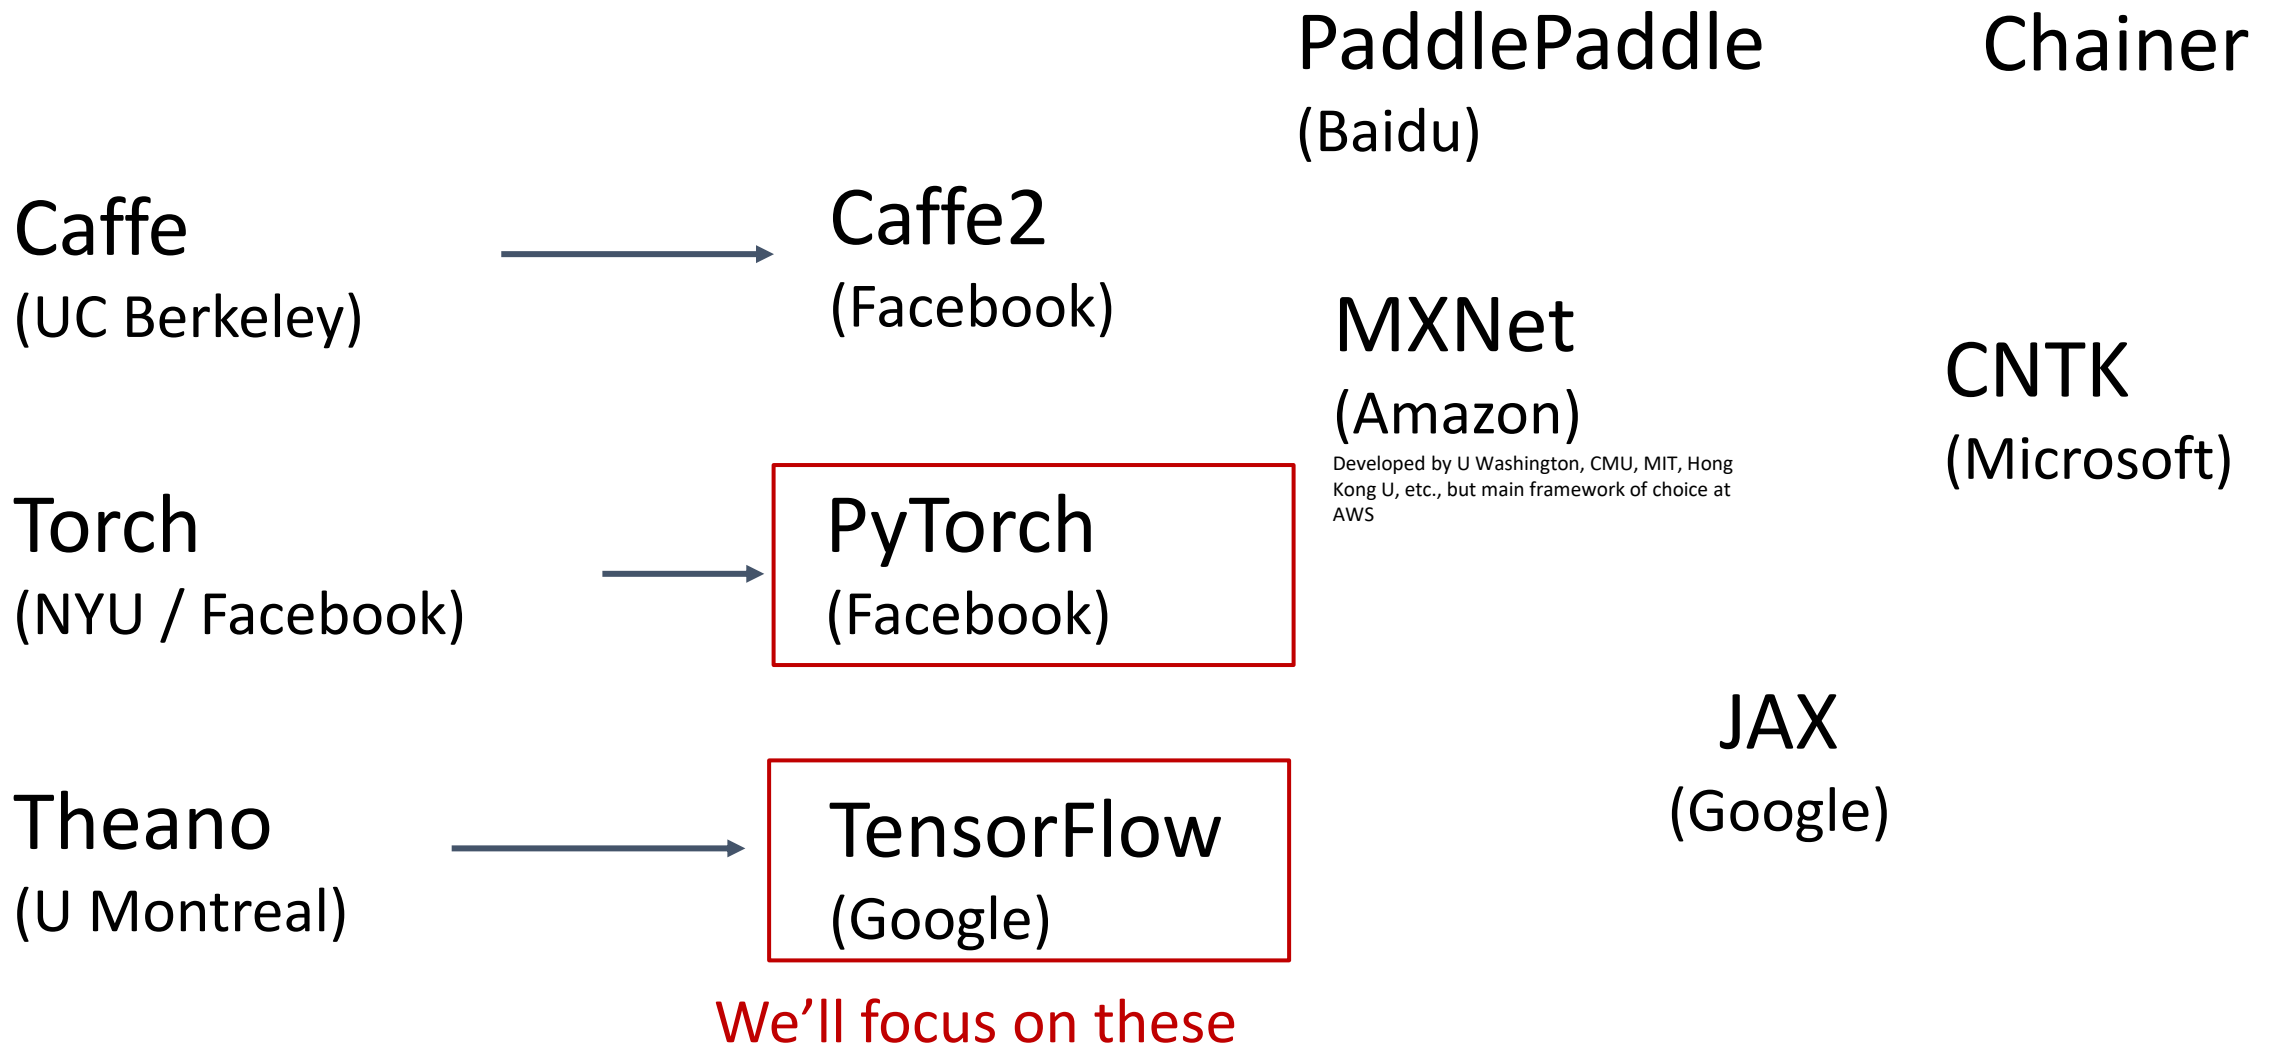 PaddlePaddle
(Baidu)
Chainer
Caffe
(UC Berkeley)
Caffe2
(Facebook)
MXNet
(Amazon)
Developed by U Washington, CMU, MIT, Hong
Kong U, etc., but main framework of choice at
AWS
CNTK
(Microsoft)
Torch
(NYU / Facebook)
PyTorch
(Facebook)
JAX
(Google)
Theano
(U Montreal)
TensorFlow
(Google)
We’ll focus on these